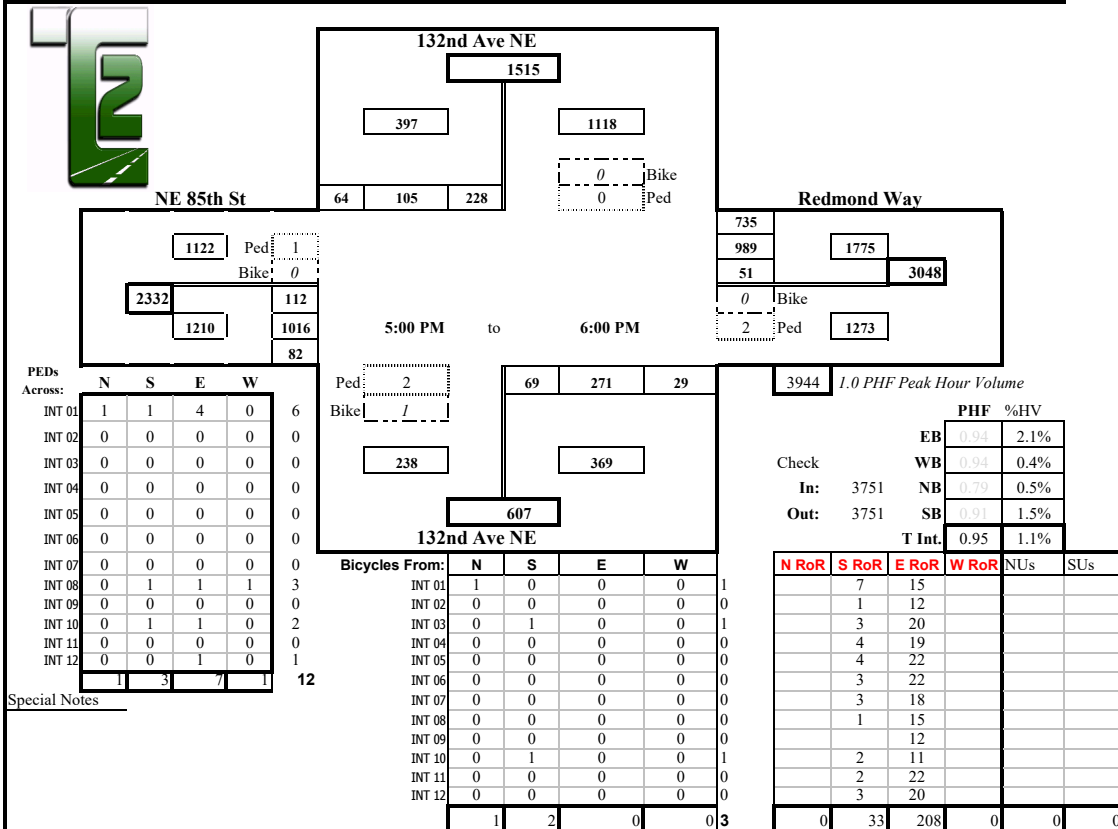 T2
132nd Ave NE
1515
397 1118
0 Bike
NE 85th St 64 105 228 0 Ped Redmond Way
735
1122 Ped 1 989 1775
Bike 0 51 3048
2332 112 0 Bike
1210 1016 5:00 PM to 6:00 PM 2 Ped 1273
82
PEDs
Across: N S E W Ped 2 69 271 29 3944 1.0 PHF Peak Hour Volume
INT 01 1 1 4 0 6 Bike 1 PHF %HV
INT 02 0 0 0 0 0 EB 0.94 2.1%
INT 03 0 0 0 0 0 238 369 Check WB 0.94 0.4%
INT 04 0 0 0 0 0 In: 3751 NB 0.79 0.5%
INT 05 0 0 0 0 0 607 Out: 3751 SB 0.91 1.5%
INT 06 0 0 0 0 0 132nd Ave NE T Int. 0.95 1.1%
INT 07 0 0 0 0 0 Bicycles From: N S E W N RoR S RoR E RoR W RoR NUs SUs
INT 08 0 1 1 1 3 INT 01 1 0 0 0 1 7 15
INT 09 0 0 0 0 0 INT 02 0 0 0 0 0 1 12
INT 10 0 1 1 0 2 INT 03 0 1 0 0 1 3 20
INT 11 0 0 0 0 0 INT 04 0 0 0 0 0 4 19
INT 12 0 0 1 0 1 INT 05 0 0 0 0 0 4 22
1 3 7 1 12 INT 06 0 0 0 0 0 3 22
Special Notes INT 07 0 0 0 0 0 3 18
INT 08 0 0 0 0 0 1 15
INT 09 0 0 0 0 0 12
INT 10 0 1 0 0 1 2 11
INT 11 0 0 0 0 0 2 22
INT 12 0 0 0 0 0 3 20
1 2 0 0 3 0 33 208 0 0 0